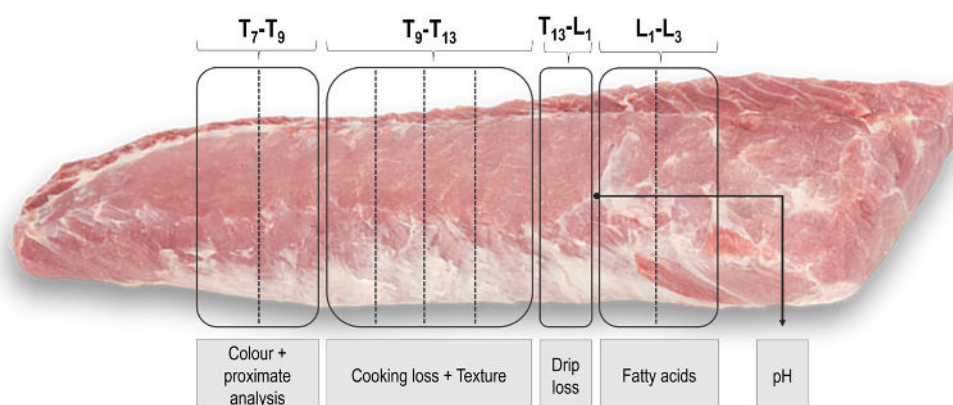 T₇-T₉
T₉-T₁₃
T₁₃-L₁
L₁-L₃
Colour +
proximate
analysis
Cooking loss + Texture
Drip
loss
Fatty acids
pH